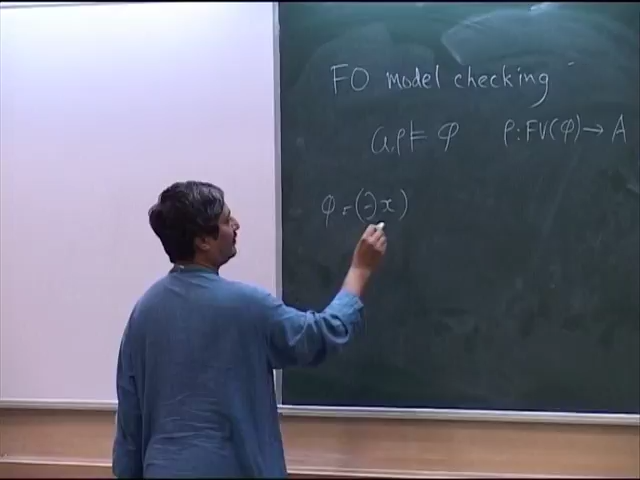 FO model checking
G,ρ ⊨ φ ρ: FV(φ) → A
φ = (∃x)